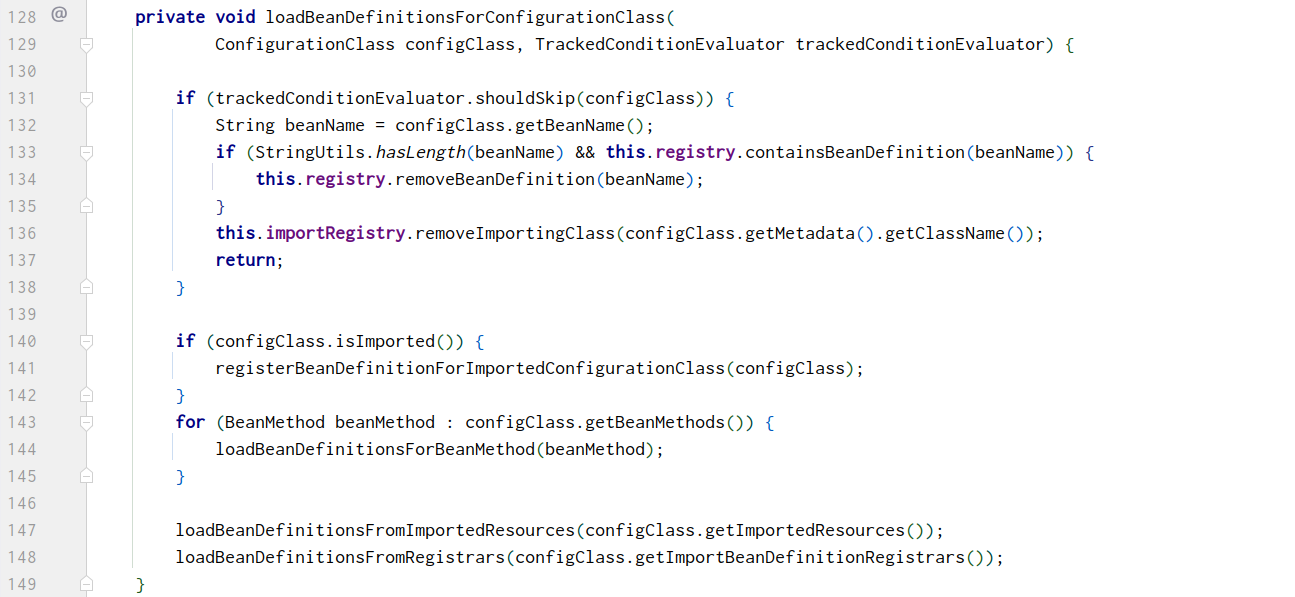 128 @ private void loadBeanDefinitionsForConfigurationClass(
129 ConfigurationClass configClass, TrackedConditionEvaluator trackedConditionEvaluator) {
130
131 if (trackedConditionEvaluator.shouldSkip(configClass)) {
132 String beanName = configClass.getBeanName();
133 if (StringUtils.hasLength(beanName) && this.registry.containsBeanDefinition(beanName)) {
134 this.registry.removeBeanDefinition(beanName);
135 }
136 this.importRegistry.removeImportingClass(configClass.getMetadata().getClassName());
137 return;
138 }
139
140 if (configClass.isImported()) {
141 registerBeanDefinitionForImportedConfigurationClass(configClass);
142 }
143 for (BeanMethod beanMethod : configClass.getBeanMethods()) {
144 loadBeanDefinitionsForBeanMethod(beanMethod);
145 }
146
147 loadBeanDefinitionsFromImportedResources(configClass.getImportedResources());
148 loadBeanDefinitionsFromRegistrars(configClass.getImportBeanDefinitionRegistrars());
149 }